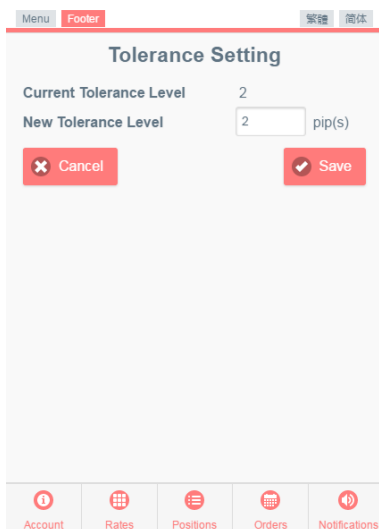 Menu Footer 繁體 简体
Tolerance Setting
Current Tolerance Level 2
New Tolerance Level 2 pip(s)
Cancel Save
Account Rates Positions Orders Notifications